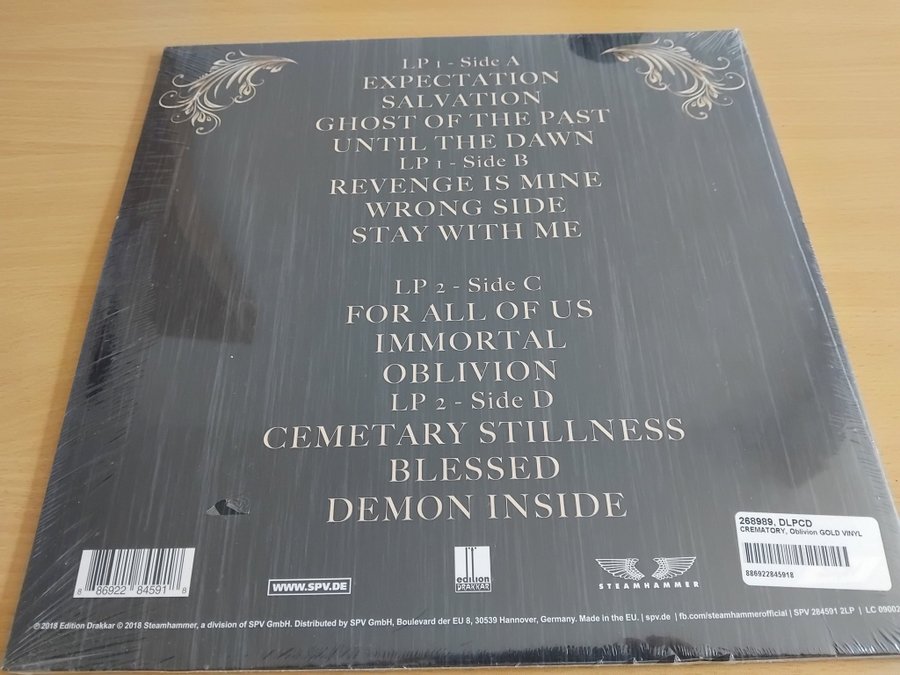 LP 1 - Side A
EXPECTATION
SALVATION
GHOST OF THE PAST
UNTIL THE DAWN
LP 1 - Side B
REVENGE IS MINE
WRONG SIDE
STAY WITH ME
LP 2 - Side C
FOR ALL OF US
IMMORTAL
OBLIVION
LP 2 - Side D
CEMETARY STILLNESS
BLESSED
DEMON INSIDE
268989, DLPCD
CREMATORY, Oblivion GOLD VINYL
886922845918
8 86922 84591 8
WWW.SPV.DE
edition
DRAKKAR
STEAMHAMMER
℗ 2018 Edition Drakkar © 2018 Steamhammer, a division of SPV GmbH. Distributed by SPV GmbH, Boulevard der EU 8, 30539 Hannover, Germany. Made in the EU. | spv.de | fb.com/steamhammerofficial | SPV 284591 2LP | LC 09002